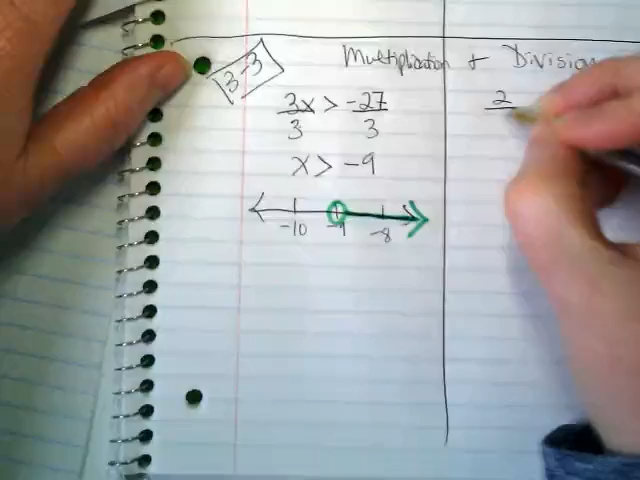 3-3
Multiplication + Division
3x > -27
3 3
x > -9
-10 -9 -8
2